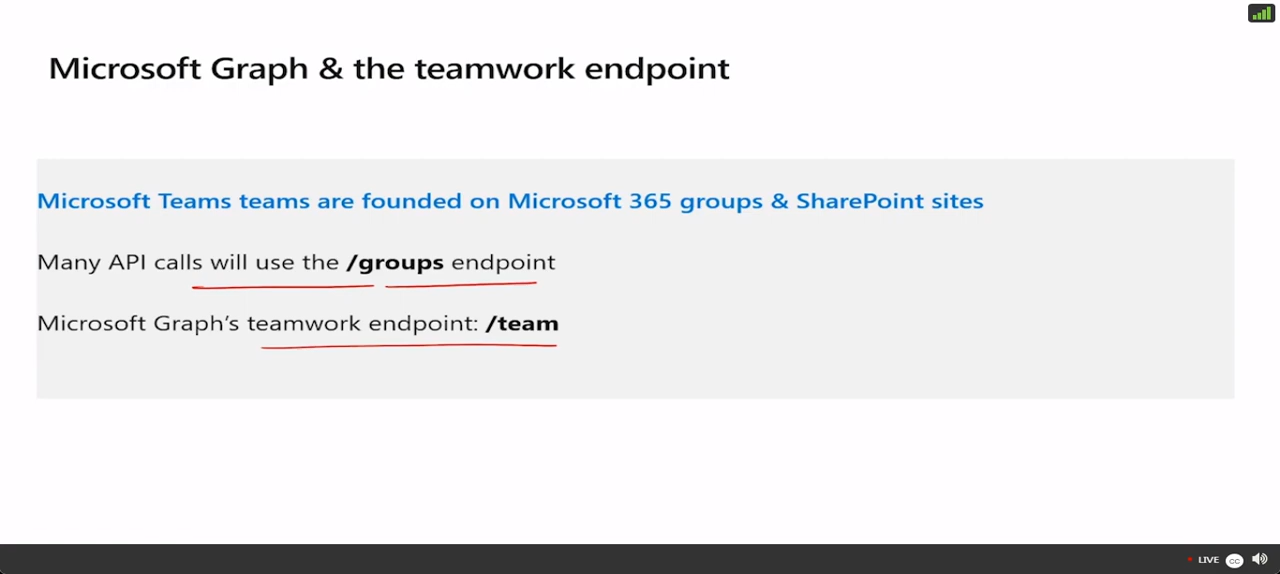 Microsoft Graph & the teamwork endpoint
Microsoft Teams teams are founded on Microsoft 365 groups & SharePoint sites
Many API calls will use the /groups endpoint
Microsoft Graph’s teamwork endpoint: /team
LIVE CC